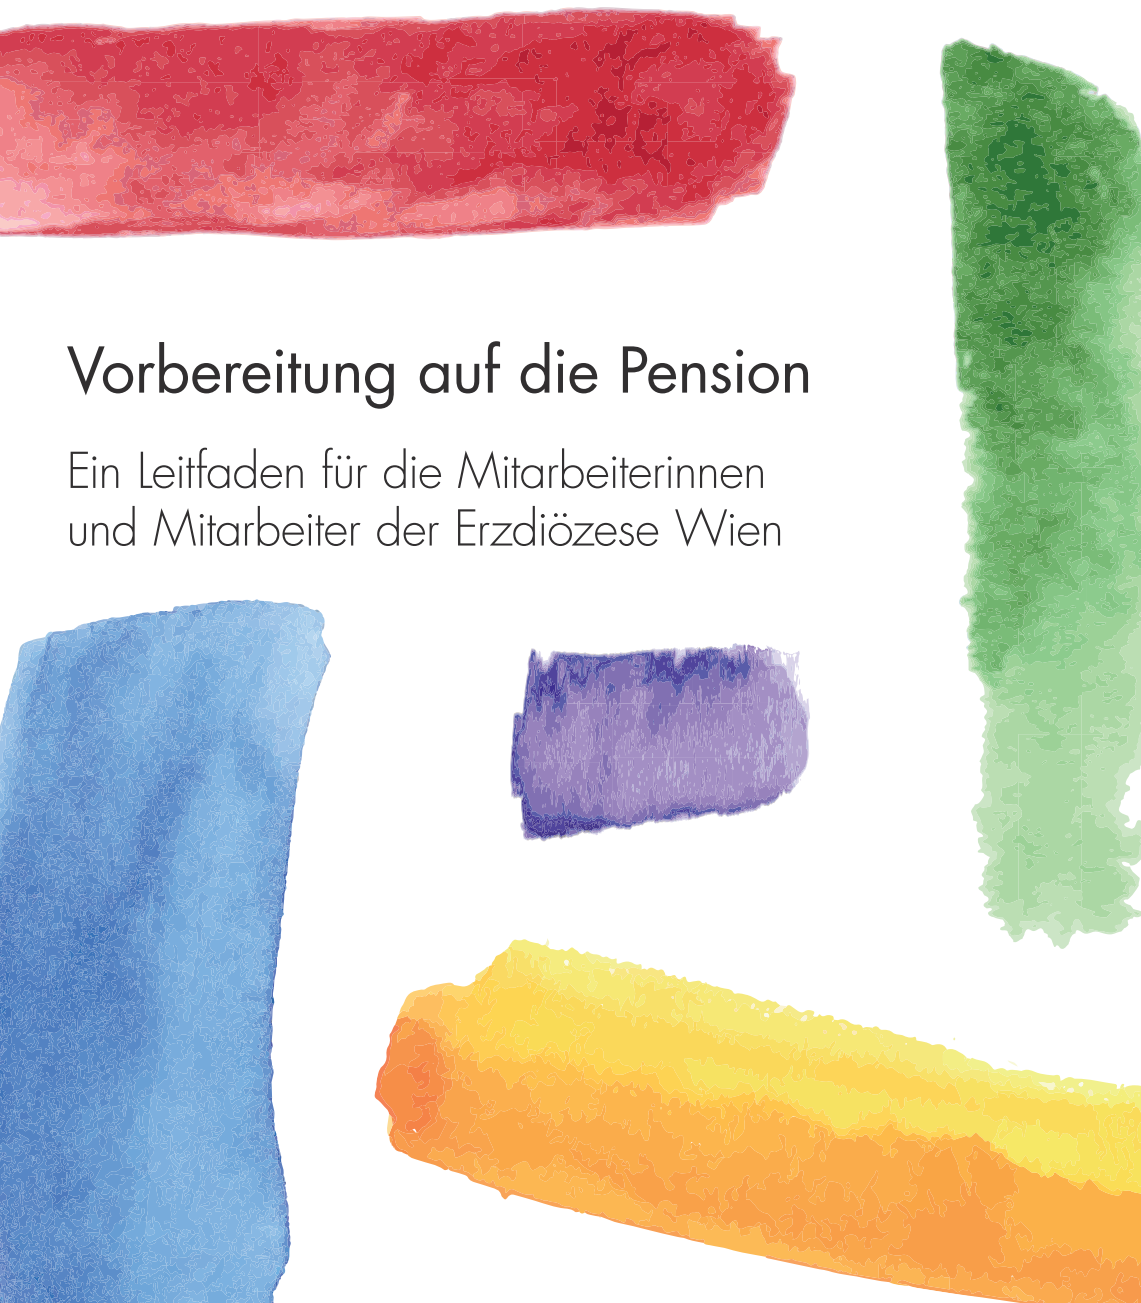 Vorbereitung auf die Pension
Ein Leitfaden für die Mitarbeiterinnen
und Mitarbeiter der Erzdiözese Wien